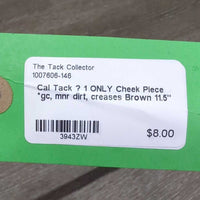 The Tack Collector
1007606-146
Cal Tack ? 1 ONLY Cheek Piece
*gc, mnr dirt, creases Brown 11.5"
3943ZW
$8.00